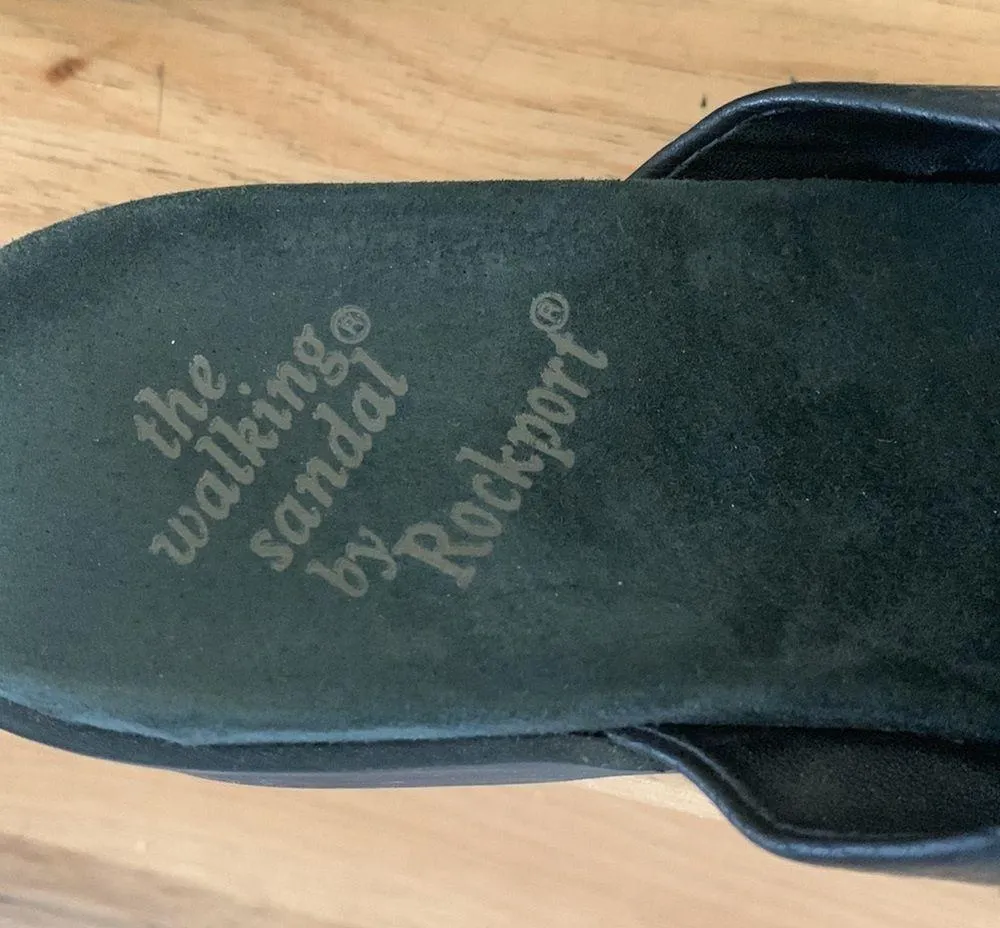 the
walking®
sandal
by Rockport®